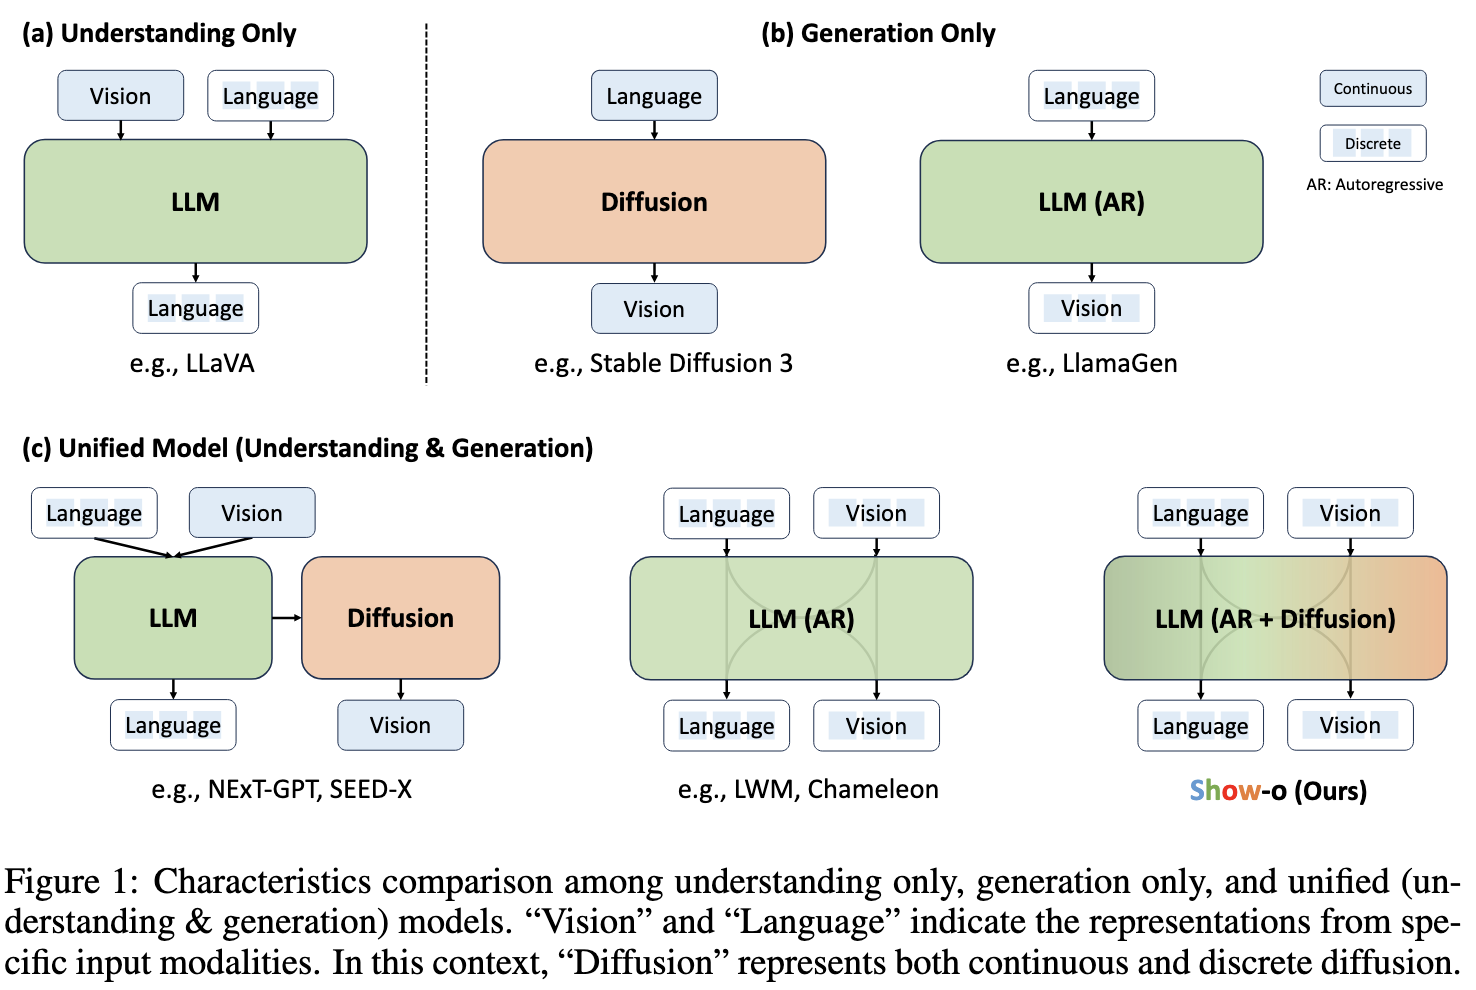 (a) Understanding Only
(b) Generation Only
Vision
Language
Language
Language
Continuous
Discrete
AR: Autoregressive
LLM
Diffusion
LLM (AR)
Language
Vision
Vision
e.g., LLaVA
e.g., Stable Diffusion 3
e.g., LlamaGen
(c) Unified Model (Understanding & Generation)
Language
Vision
Language
Vision
Language
Vision
LLM
Diffusion
LLM (AR)
LLM (AR + Diffusion)
Language
Vision
Language
Vision
Language
Vision
e.g., NExT-GPT, SEED-X
e.g., LWM, Chameleon
Show-o (Ours)
Figure 1: Characteristics comparison among understanding only, generation only, and unified (un-
derstanding & generation) models. “Vision” and “Language” indicate the representations from spe-
cific input modalities. In this context, “Diffusion” represents both continuous and discrete diffusion.